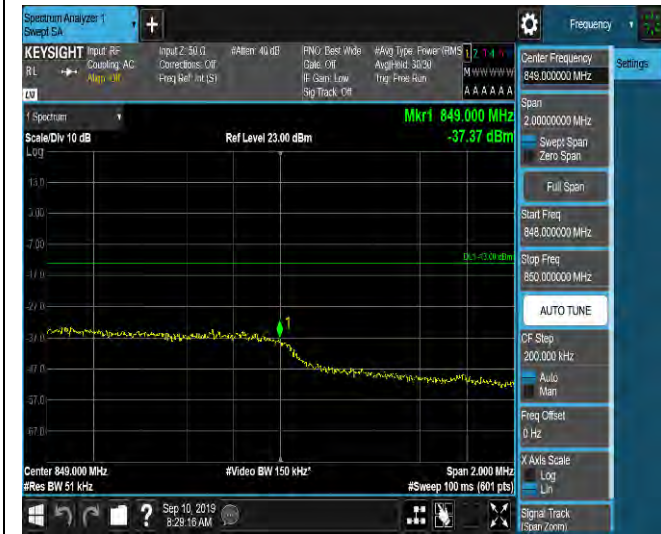 Spectrum Analyzer 1
Swept SA
+
Frequency
KEYSIGHT Input: RF
RL
Coupling: AC
Align: Off
Input Z: 50 Ω
Corrections: Off
Freq Ref: Int (S)
#Atten: 40 dB
PNO: Best Wide
Gate: Off
IF Gain: Low
Sig Track: Off
#Avg Type: Power (RMS
Avg|Hold: 30/30
Trig: Free Run
M W W W W W
A A A A A A
LV
1 Spectrum
Scale/Div 10 dB
Log
Ref Level 23.00 dBm
Mkr1 849.000 MHz
-37.37 dBm
13.0
3.00
-7.00
-17.0
-27.0
-37.0
-47.0
-57.0
-67.0
DL1 -13.00 dBm
1
Center 849.000 MHz
#Res BW 51 kHz
#Video BW 150 kHz*
Span 2.000 MHz
#Sweep 100 ms (601 pts)
Center Frequency
849.000000 MHz
Settings
Span
2.00000000 MHz
Swept Span
Zero Span
Full Span
Start Freq
848.000000 MHz
Stop Freq
850.000000 MHz
AUTO TUNE
CF Step
200.000 kHz
Auto
Man
Freq Offset
0 Hz
X Axis Scale
Log
Lin
Signal Track
(Span Zoom)
?
Sep 10, 2019
8:29:16 AM